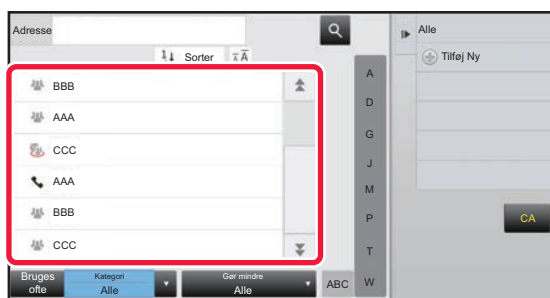 Adresse
Sorter
BBB
AAA
CCC
AAA
BBB
CCC
Bruges ofte
Kategori
Alle
Gør mindre
Alle
ABC
A
D
G
J
M
P
T
W
Alle
Tilføj Ny
CA